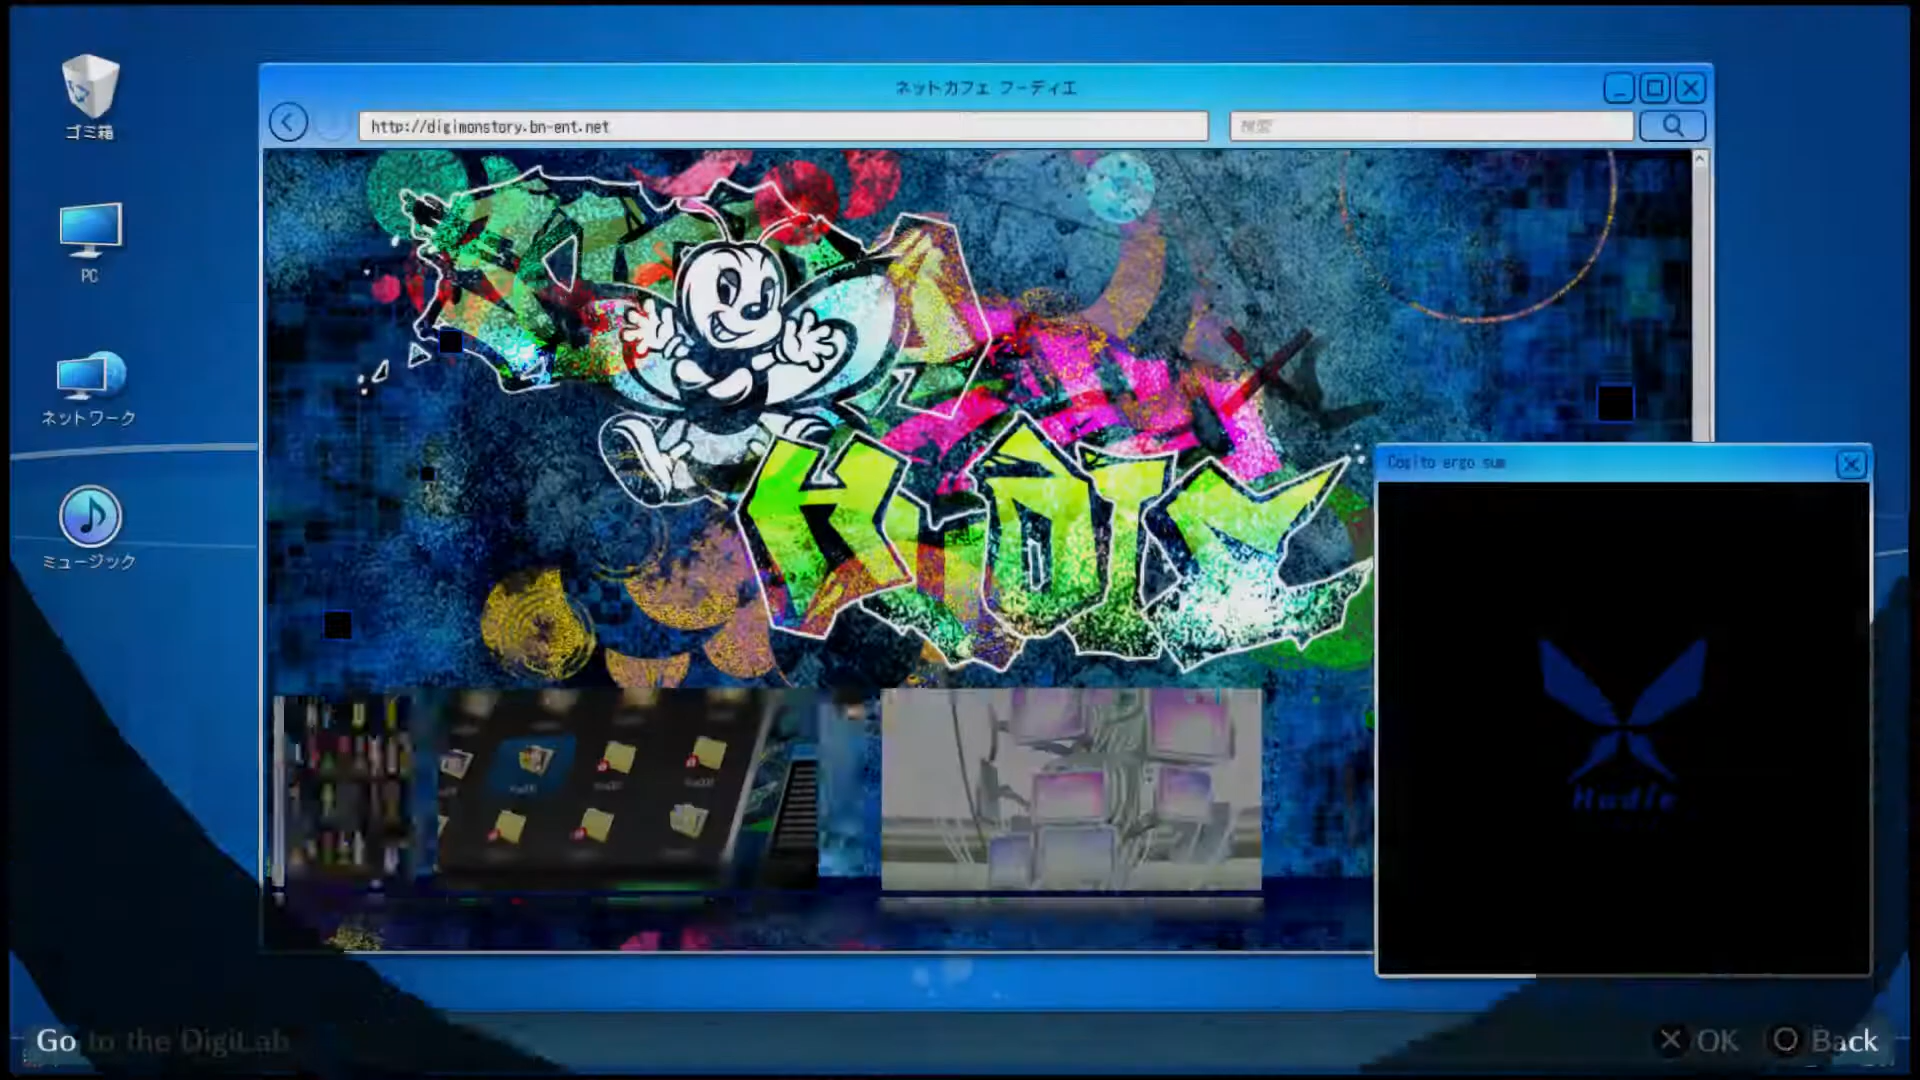 ゴミ箱
PC
ネットワーク
ミュージック
ネットカフェ フーディエ
http://digimonstory.bn-ent.net
検索
HUDIE
Cogito ergo sum
Hudie
Go to the DigiLab
OK
Back